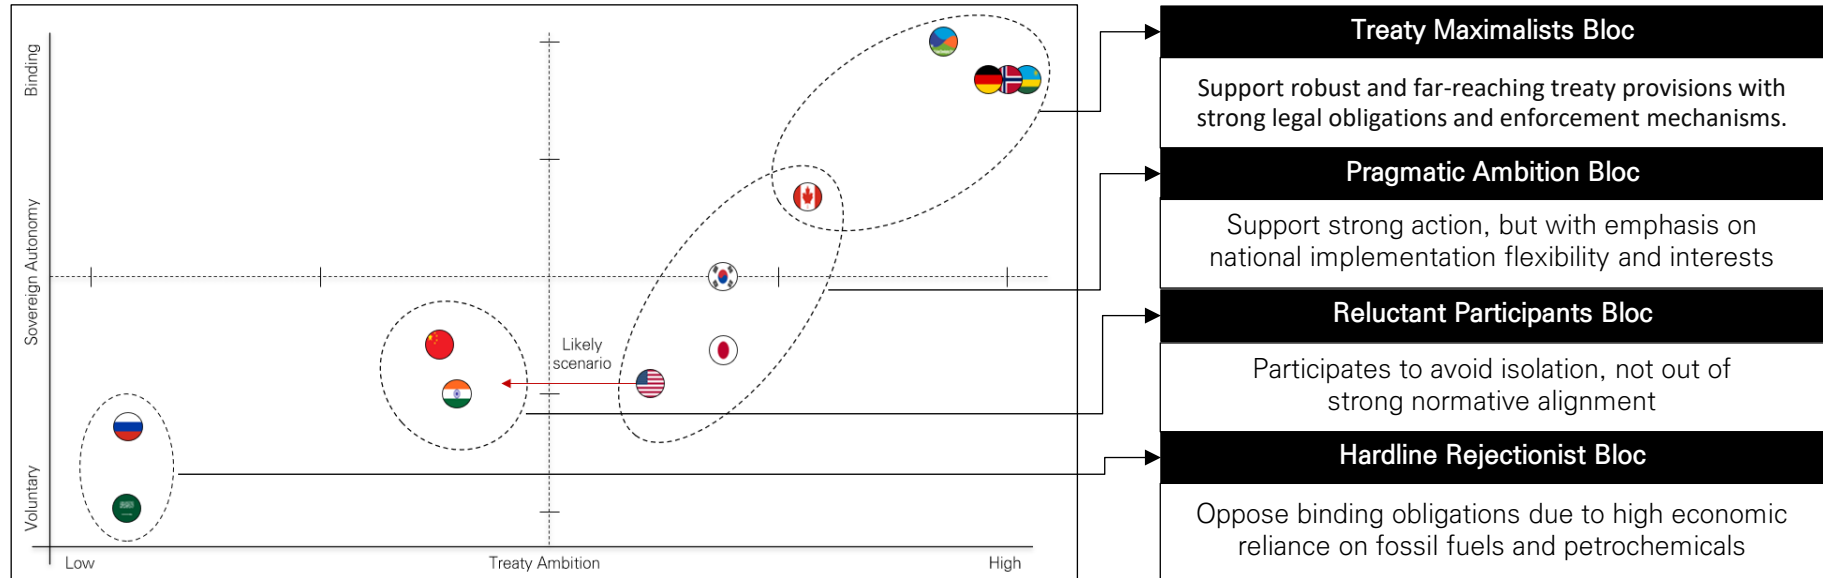 Binding
Sovereign Autonomy
Voluntary
Likely
scenario
Low
Treaty Ambition
High
Treaty Maximalists Bloc
Support robust and far-reaching treaty provisions with
strong legal obligations and enforcement mechanisms.
Pragmatic Ambition Bloc
Support strong action, but with emphasis on
national implementation flexibility and interests
Reluctant Participants Bloc
Participates to avoid isolation, not out of
strong normative alignment
Hardline Rejectionist Bloc
Oppose binding obligations due to high economic
reliance on fossil fuels and petrochemicals